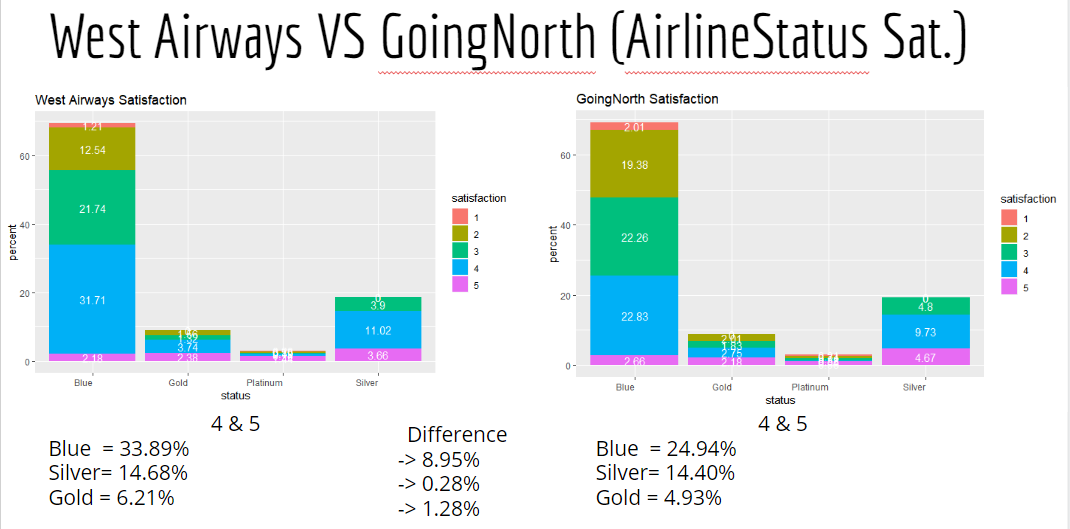 West Airways VS GoingNorth (AirlineStatus Sat.)
West Airways Satisfaction
percent
60
40
20
0
1.21
12.54
21.74
31.71
2.18
3.74
2.38
3.9
11.02
3.66
Blue Gold Platinum Silver
status
satisfaction
1
2
3
4
5
GoingNorth Satisfaction
percent
60
40
20
0
2.01
19.38
22.26
22.83
2.75
2.18
4.8
9.73
4.67
Blue Gold Platinum Silver
status
satisfaction
1
2
3
4
5
4 & 5
Blue = 33.89%
Silver= 14.68%
Gold = 6.21%
Difference
-> 8.95%
-> 0.28%
-> 1.28%
4 & 5
Blue = 24.94%
Silver= 14.40%
Gold = 4.93%